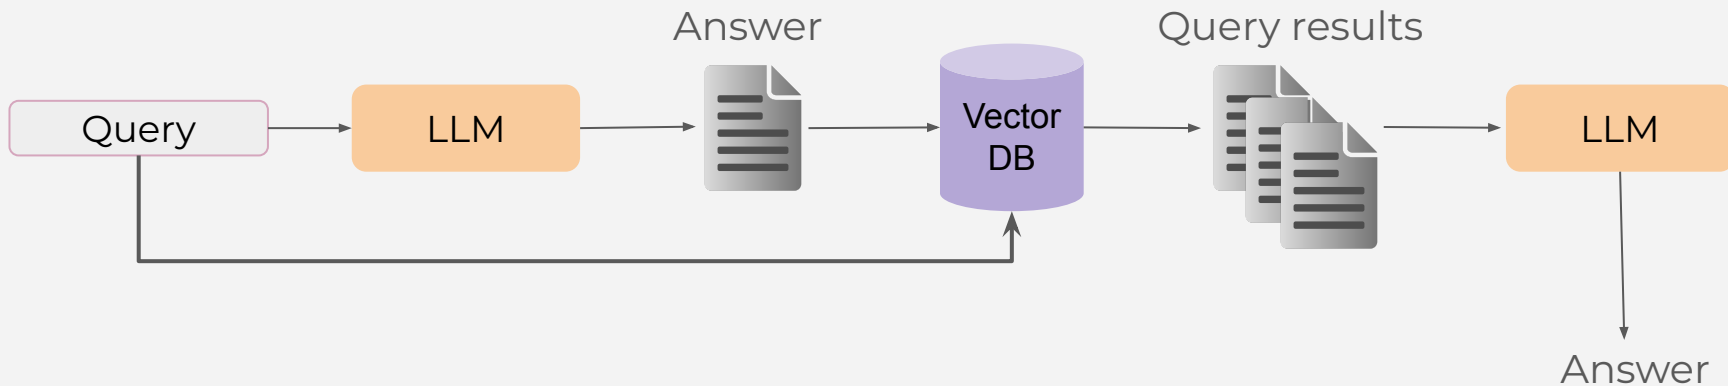 Answer
Query results
Query
LLM
Vector
DB
LLM
Answer